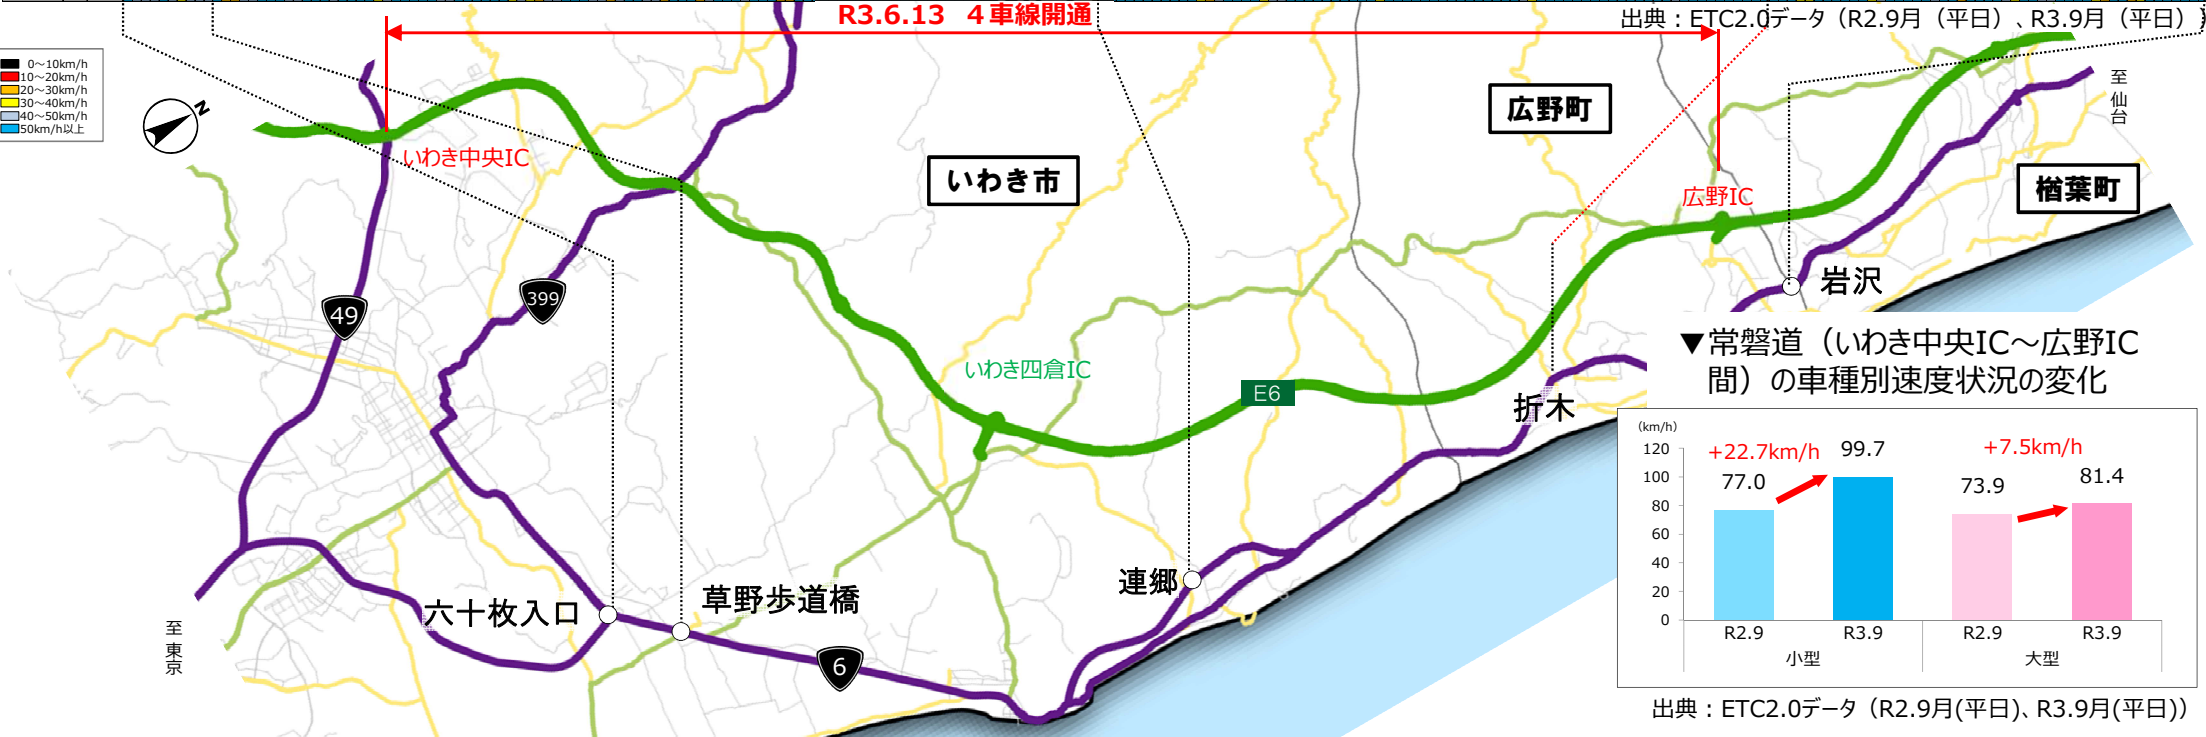 R3.6.13 4車線開通
出典：ETC2.0データ（R2.9月（平日）、R3.9月（平日））
0～10km/h
10～20km/h
20～30km/h
30～40km/h
40～50km/h
50km/h以上
N
いわき中央IC
いわき市
広野町
広野IC
至 仙台
楢葉町
岩沢
49
399
いわき四倉IC
E6
折木
連郷
六十枚入口
草野歩道橋
6
至 東京
▼常磐道（いわき中央IC～広野IC
間）の車種別速度状況の変化
（km/h）
120
100
80
60
40
20
0
+22.7km/h
77.0
99.7
+7.5km/h
73.9
81.4
R2.9
R3.9
R2.9
R3.9
小型
大型
出典：ETC2.0データ（R2.9月(平日)、R3.9月(平日)）